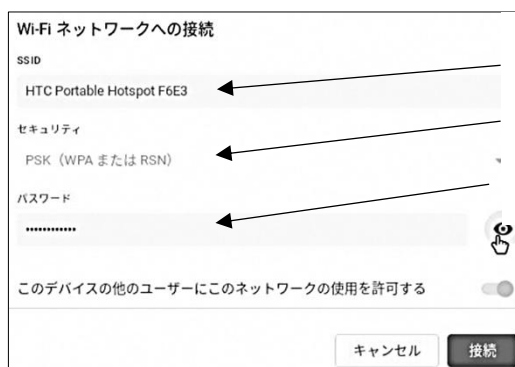 Wi-Fi ネットワークへの接続
SSID
HTC Portable Hotspot F6E3
セキュリティ
PSK（WPA または RSN）
パスワード
••••••••••••
このデバイスの他のユーザーにこのネットワークの使用を許可する
キャンセル 接続